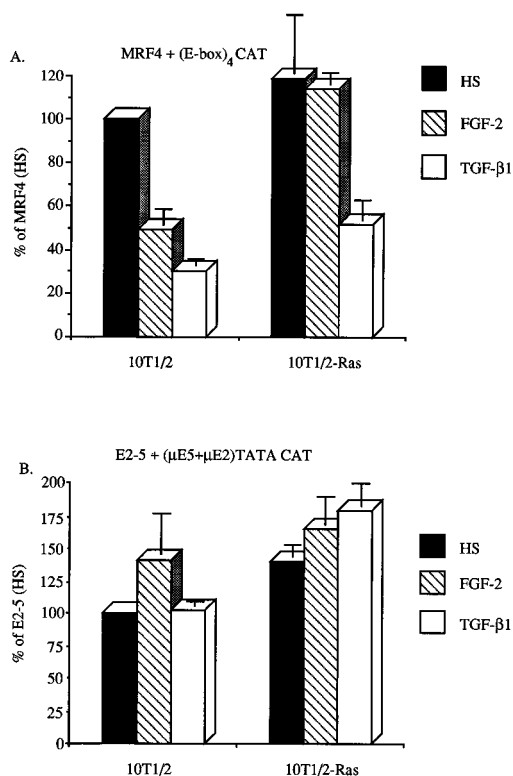 A.
MRF4 + (E-box)4 CAT
% of MRF4 (HS)
120
100
80
60
40
20
0
10T1/2
10T1/2-Ras
HS
FGF-2
TGF-β1
B.
E2-5 + (µE5+µE2)TATA CAT
% of E2-5 (HS)
200
175
150
125
100
75
50
25
0
10T1/2
10T1/2-Ras
HS
FGF-2
TGF-β1